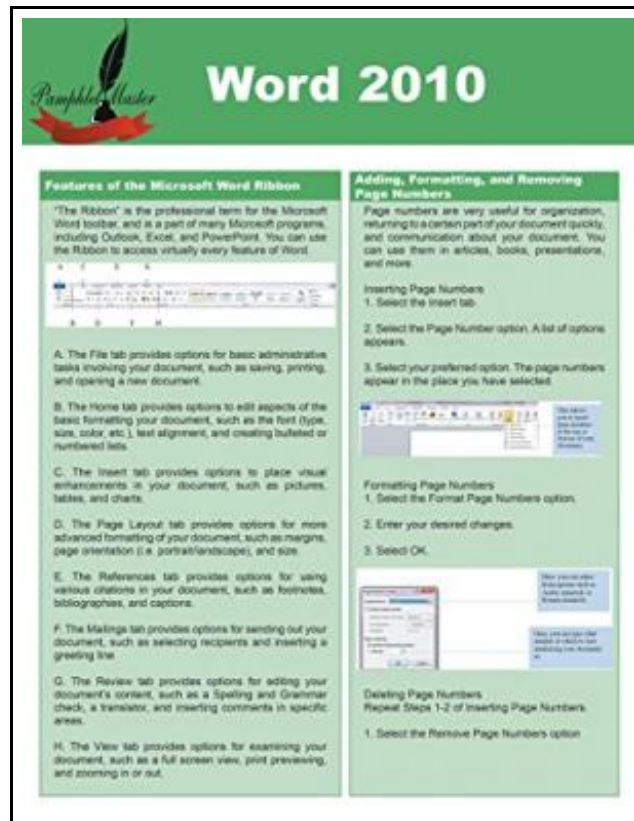 Pamphlet Master
Word 2010
Features of the Microsoft Word Ribbon
"The Ribbon" is the professional term for the Microsoft
Word toolbar, and is a part of many Microsoft programs,
including Outlook, Excel, and PowerPoint. You can use
the Ribbon to access virtually every feature of Word.
A. The File tab provides options for basic administrative
tasks involving your document, such as saving, printing,
and opening a new document.
B. The Home tab provides options to edit aspects of the
basic formatting your document, such as the font (type,
size, color, etc.), text alignment, and creating bulleted or
numbered lists.
C. The Insert tab provides options to place visual
enhancements in your document, such as pictures,
tables, and charts.
D. The Page Layout tab provides options for more
advanced formatting of your document, such as margins,
page orientation (i.e. portrait/landscape), and size.
E. The References tab provides options for using
various citations in your document, such as footnotes,
bibliographies, and captions.
F. The Mailings tab provides options for sending out your
document, such as selecting recipients and inserting a
greeting line.
G. The Review tab provides options for editing your
document's content, such as a Spelling and Grammar
check, a translator, and inserting comments in specific
areas.
H. The View tab provides options for examining your
document, such as a full screen view, print previewing,
and zooming in or out.
Adding, Formatting, and Removing
Page Numbers
Page numbers are very useful for organization,
returning to a certain part of your document quickly,
and communication about your document. You
can use them in articles, books, presentations,
and more.
Inserting Page Numbers
1. Select the Insert tab.
2. Select the Page Number option. A list of options
appears.
3. Select your preferred option. The page numbers
appear in the place you have selected.
Formatting Page Numbers
1. Select the Format Page Numbers option.
2. Enter your desired changes.
3. Select OK.
Deleting Page Numbers
Repeat Steps 1-2 of Inserting Page Numbers.
1. Select the Remove Page Numbers option